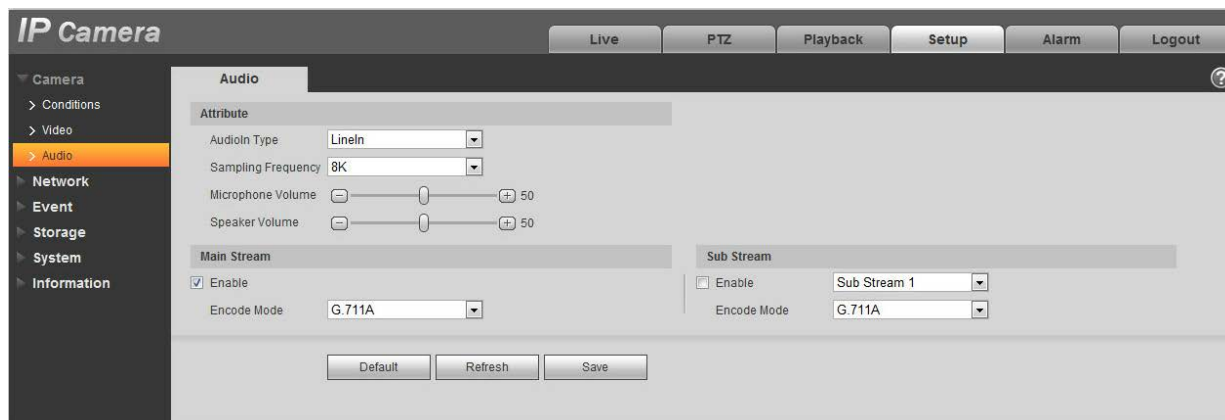 IP Camera
Live PTZ Playback Setup Alarm Logout
Camera
Conditions
Video
Audio
Network
Event
Storage
System
Information
Audio
?
Attribute
AudioIn Type LineIn
Sampling Frequency 8K
Microphone Volume 50
Speaker Volume 50
Main Stream
Enable
Encode Mode G.711A
Sub Stream
Enable Sub Stream 1
Encode Mode G.711A
Default Refresh Save